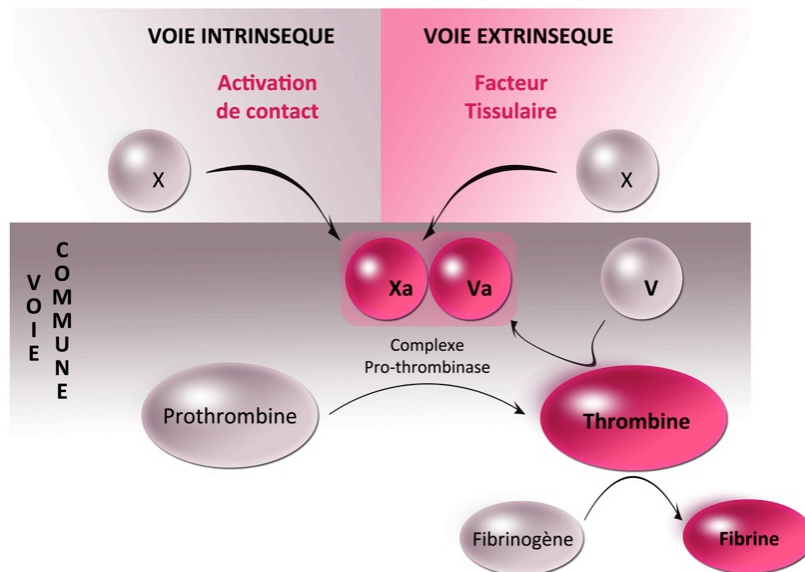 VOIE INTRINSEQUE
VOIE EXTRINSEQUE
Activation
de contact
Facteur
Tissulaire
X
X
VOIE
COMMUNE
Xa
Va
V
Complexe
Pro-thrombinase
Prothrombine
Thrombine
Fibrinogène
Fibrine